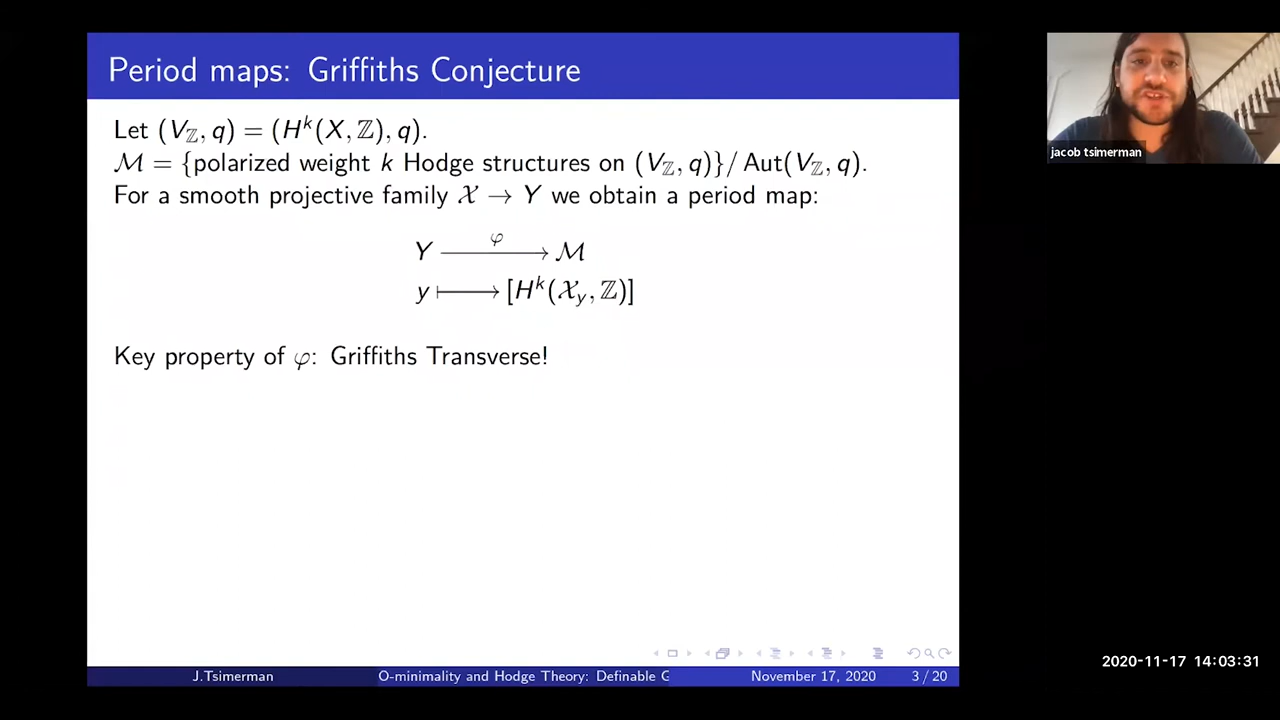 Period maps: Griffiths Conjecture
Let (V_ℤ, q) = (H^k(X, ℤ), q).
ℳ = {polarized weight k Hodge structures on (V_ℤ, q)}/ Aut(V_ℤ, q).
For a smooth projective family 𝒳 → Y we obtain a period map:
φ
Y ⟶ ℳ
y ⟼ [H^k(𝒳_y, ℤ)]
Key property of φ: Griffiths Transverse!
J.Tsimerman O-minimality and Hodge Theory: Definable G November 17, 2020 3 / 20
jacob tsimerman
2020-11-17 14:03:31